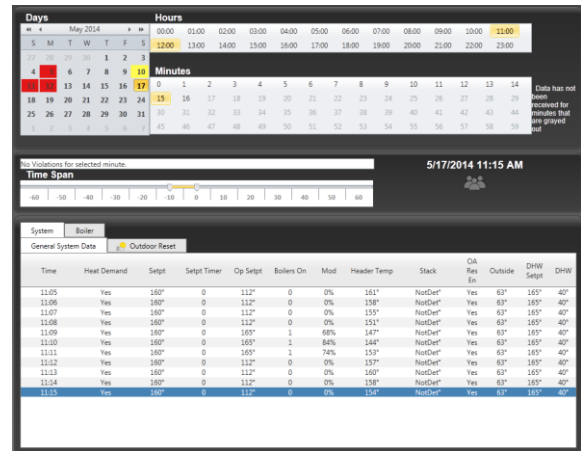 Days
May 2014
S M T W T F S
27 28 29 30 1 2 3
4 5 6 7 8 9 10
11 12 13 14 15 16 17
18 19 20 21 22 23 24
25 26 27 28 29 30 31
1 2 3 4 5 6 7
Hours
00:00 01:00 02:00 03:00 04:00 05:00 06:00 07:00 08:00 09:00 10:00 11:00
12:00 13:00 14:00 15:00 16:00 17:00 18:00 19:00 20:00 21:00 22:00 23:00
Minutes
0 1 2 3 4 5 6 7 8 9 10 11 12 13 14
15 16 17 18 19 20 21 22 23 24 25 26 27 28 29
30 31 32 33 34 35 36 37 38 39 40 41 42 43 44
45 46 47 48 49 50 51 52 53 54 55 56 57 58 59
Data has not
been
received for
minutes that
are grayed
out
No Violations for selected minute.
5/17/2014 11:15 AM
Time Span
-60 -50 -40 -30 -20 -10 0 10 20 30 40 50 60
System Boiler
General System Data Outdoor Reset
Time Heat Demand Setpt Setpt Timer Op Setpt Boilers On Mod Header Temp Stack OA Res En Outside DHW Setpt DHW
11:05 Yes 160° 0 112° 0 0% 161° NotDet° Yes 63° 165° 40°
11:06 Yes 160° 0 112° 0 0% 158° NotDet° Yes 63° 165° 40°
11:07 Yes 160° 0 112° 0 0% 155° NotDet° Yes 63° 165° 40°
11:08 Yes 160° 0 112° 0 0% 151° NotDet° Yes 63° 165° 40°
11:09 Yes 160° 0 165° 1 68% 147° NotDet° Yes 63° 165° 40°
11:10 Yes 160° 0 165° 1 84% 144° NotDet° Yes 63° 165° 40°
11:11 Yes 160° 0 165° 1 74% 153° NotDet° Yes 63° 165° 40°
11:12 Yes 160° 0 112° 0 0% 157° NotDet° Yes 63° 165° 40°
11:13 Yes 160° 0 112° 0 0% 160° NotDet° Yes 63° 165° 40°
11:14 Yes 160° 0 112° 0 0% 158° NotDet° Yes 63° 165° 40°
11:15 Yes 160° 0 112° 0 0% 154° NotDet° Yes 63° 165° 40°